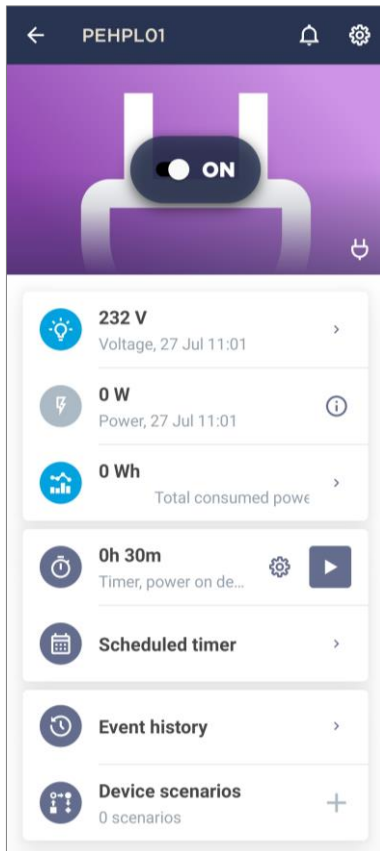 PEHPL01
ON
232 V
Voltage, 27 Jul 11:01
0 W
Power, 27 Jul 11:01
0 Wh
Total consumed powe
0h 30m
Timer, power on de...
Scheduled timer
Event history
Device scenarios
0 scenarios